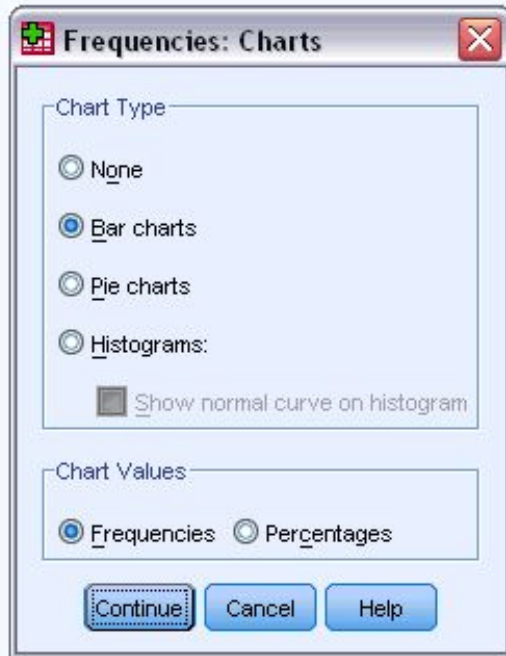 Frequencies: Charts
Chart Type
None
Bar charts
Pie charts
Histograms:
Show normal curve on histogram
Chart Values
Frequencies Percentages
Continue Cancel Help